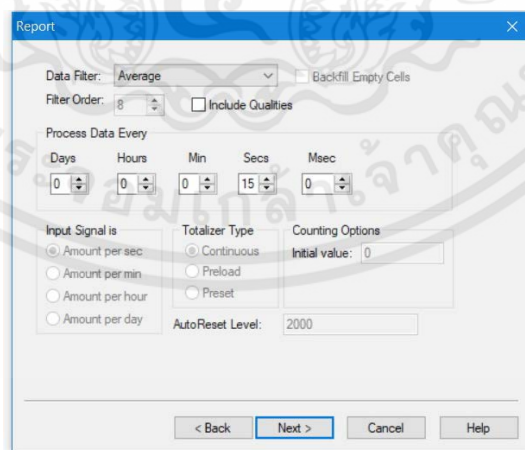 Report
Data Filter: Average Backfill Empty Cells
Filter Order: 8 Include Qualities
Process Data Every
Days Hours Min Secs Msec
0 0 0 15 0
Input Signal is Totalizer Type Counting Options
Amount per sec Continuous Initial value: 0
Amount per min Preload
Amount per hour Preset
Amount per day AutoReset Level: 2000
< Back Next > Cancel Help